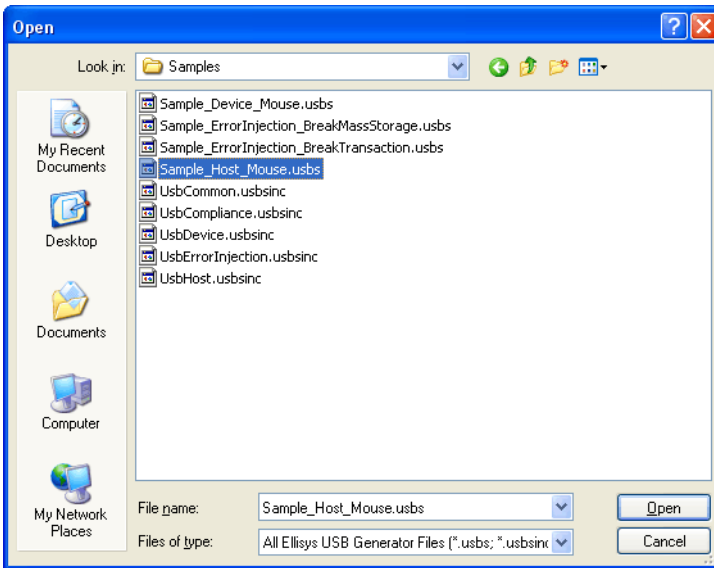 Open
Look in: Samples
My Recent
Documents
Desktop
Documents
Computer
My Network
Places
Sample_Device_Mouse.usbs
Sample_ErrorInjection_BreakMassStorage.usbs
Sample_ErrorInjection_BreakTransaction.usbs
Sample_Host_Mouse.usbs
UsbCommon.usbsinc
UsbCompliance.usbsinc
UsbDevice.usbsinc
UsbErrorInjection.usbsinc
UsbHost.usbsinc
File name: Sample_Host_Mouse.usbs Open
Files of type: All Ellisys USB Generator Files (*.usbs; *.usbsinc Cancel